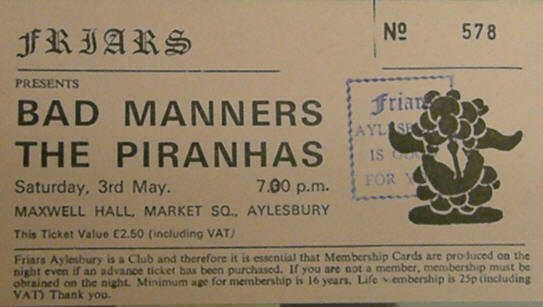 FRIARS
Nº 578
PRESENTS
BAD MANNERS
THE PIRANHAS
Saturday, 3rd May. 7.00 p.m.
MAXWELL HALL, MARKET SQ., AYLESBURY
This Ticket Value £2.50 (including VAT)
Friars
AYLESB
IS GOOD
FOR Y
Friars Aylesbury is a Club and therefore it is essential that Membership Cards are produced on the
night even if an advance ticket has been purchased. If you are not a member, membership must be
obtained on the night. Minimum age for membership is 16 years. Life membership is 25p (including
VAT) Thank you.